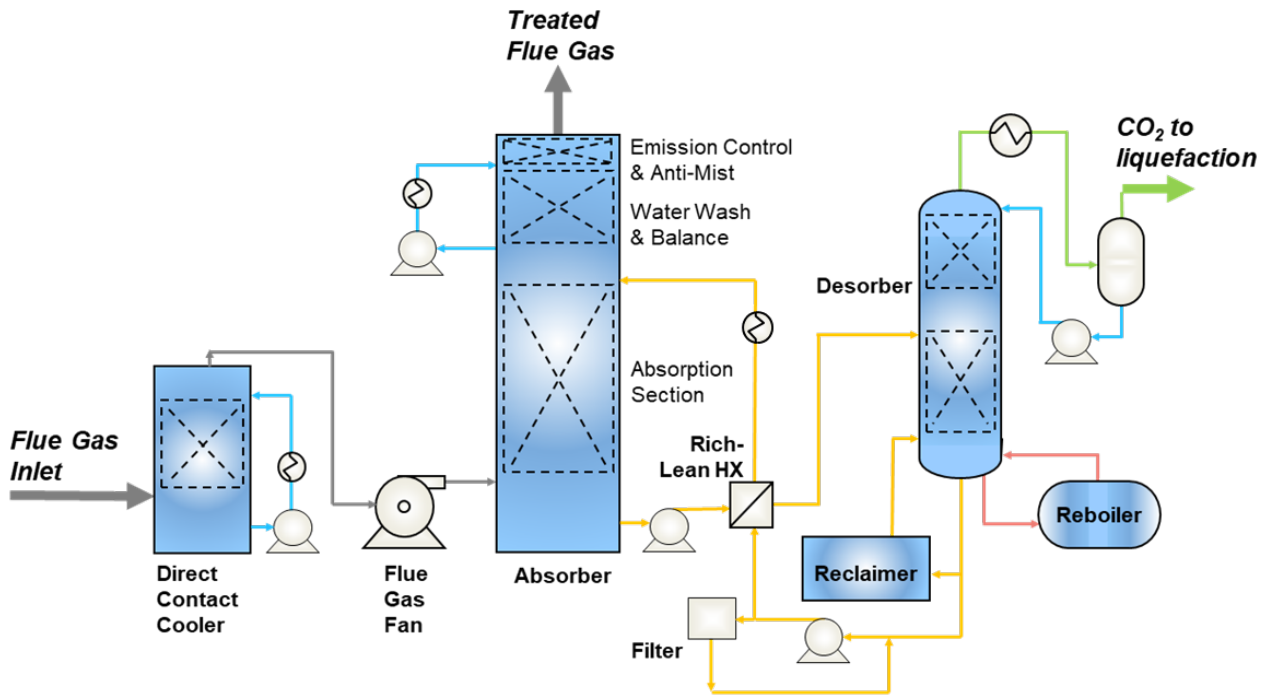 Treated
Flue Gas
Emission Control
& Anti-Mist
Water Wash
& Balance
CO₂ to
liquefaction
Desorber
Absorption
Section
Flue Gas
Inlet
Rich-
Lean HX
Reboiler
Reclaimer
Direct
Contact
Cooler
Flue
Gas
Fan
Absorber
Filter